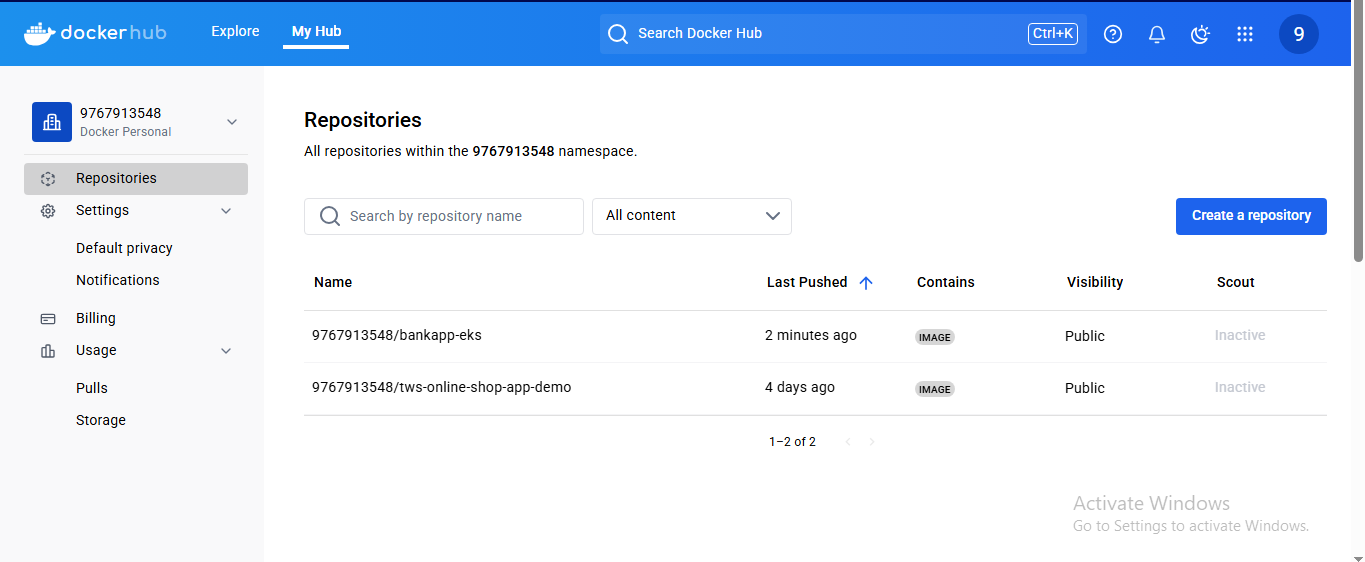 dockerhub Explore My Hub Search Docker Hub Ctrl+K 9
9767913548
Docker Personal
Repositories
Settings
Default privacy
Notifications
Billing
Usage
Pulls
Storage
Repositories
All repositories within the 9767913548 namespace.
Search by repository name All content Create a repository
Name Last Pushed Contains Visibility Scout
9767913548/bankapp-eks 2 minutes ago IMAGE Public Inactive
9767913548/tws-online-shop-app-demo 4 days ago IMAGE Public Inactive
1–2 of 2
Activate Windows
Go to Settings to activate Windows.